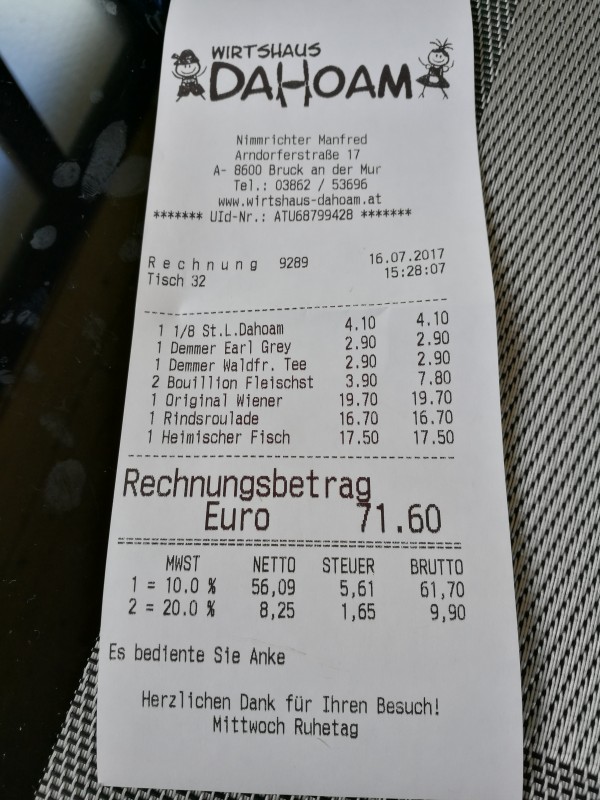 WIRTSHAUS
DAHOAM
Nimmrichter Manfred
Arndorferstraße 17
A- 8600 Bruck an der Mur
Tel.: 03862 / 53696
www.wirtshaus-dahoam.at
******* UId-Nr.: ATU68799428 *******
Rechnung 9289 16.07.2017
Tisch 32 15:28:07
1 1/8 St.L.Dahoam 4.10 4.10
1 Demmer Earl Grey 2.90 2.90
1 Demmer Waldfr. Tee 2.90 2.90
2 Bouillion Fleischst 3.90 7.80
1 Original Wiener 19.70 19.70
1 Rindsroulade 16.70 16.70
1 Heimischer Fisch 17.50 17.50
Rechnungsbetrag
Euro 71.60
MWST NETTO STEUER BRUTTO
1 = 10.0 % 56,09 5,61 61,70
2 = 20.0 % 8,25 1,65 9,90
Es bediente Sie Anke
Herzlichen Dank für Ihren Besuch!
Mittwoch Ruhetag